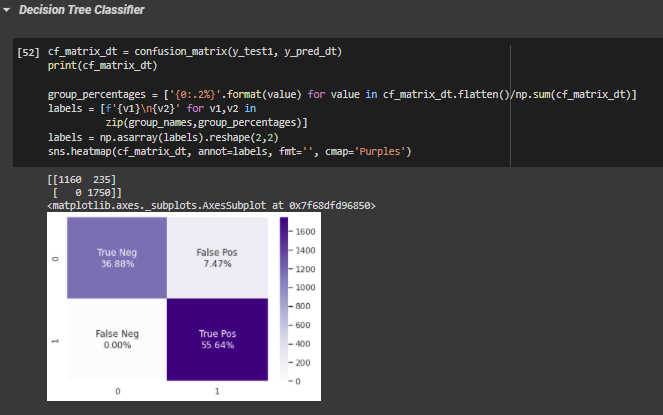 Decision Tree Classifier
[52] cf_matrix_dt = confusion_matrix(y_test1, y_pred_dt)
print(cf_matrix_dt)
group_percentages = ['{0:.2%}'.format(value) for value in cf_matrix_dt.flatten()/np.sum(cf_matrix_dt)]
labels = [f'{v1}\n{v2}' for v1,v2 in
zip(group_names,group_percentages)]
labels = np.asarray(labels).reshape(2,2)
sns.heatmap(cf_matrix_dt, annot=labels, fmt='', cmap='Purples')
[[1160 235]
[ 0 1750]]
<matplotlib.axes._subplots.AxesSubplot at 0x7f68dfd96850>
True Neg
36.88%
False Pos
7.47%
False Neg
0.00%
True Pos
55.64%
0
1
0
1
1600
1400
1200
1000
800
600
400
200
0